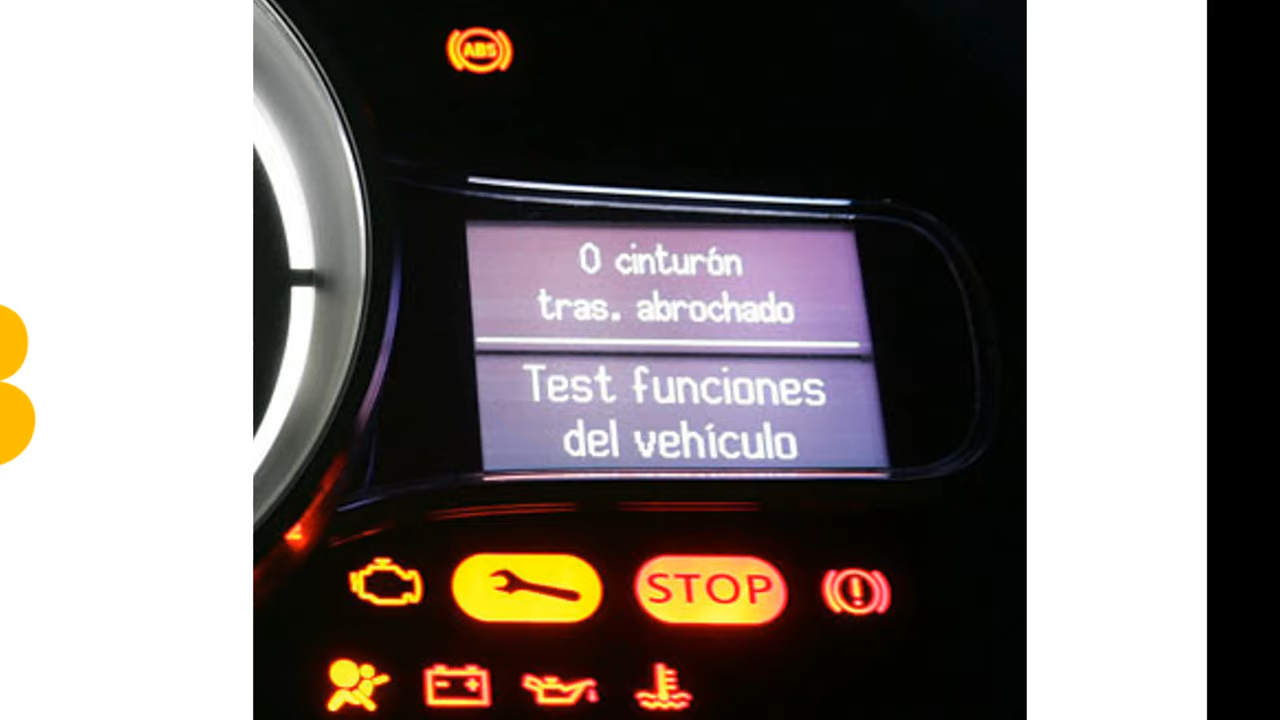 ABS
0 cinturón
tras. abrochado
Test funciones
del vehículo
STOP